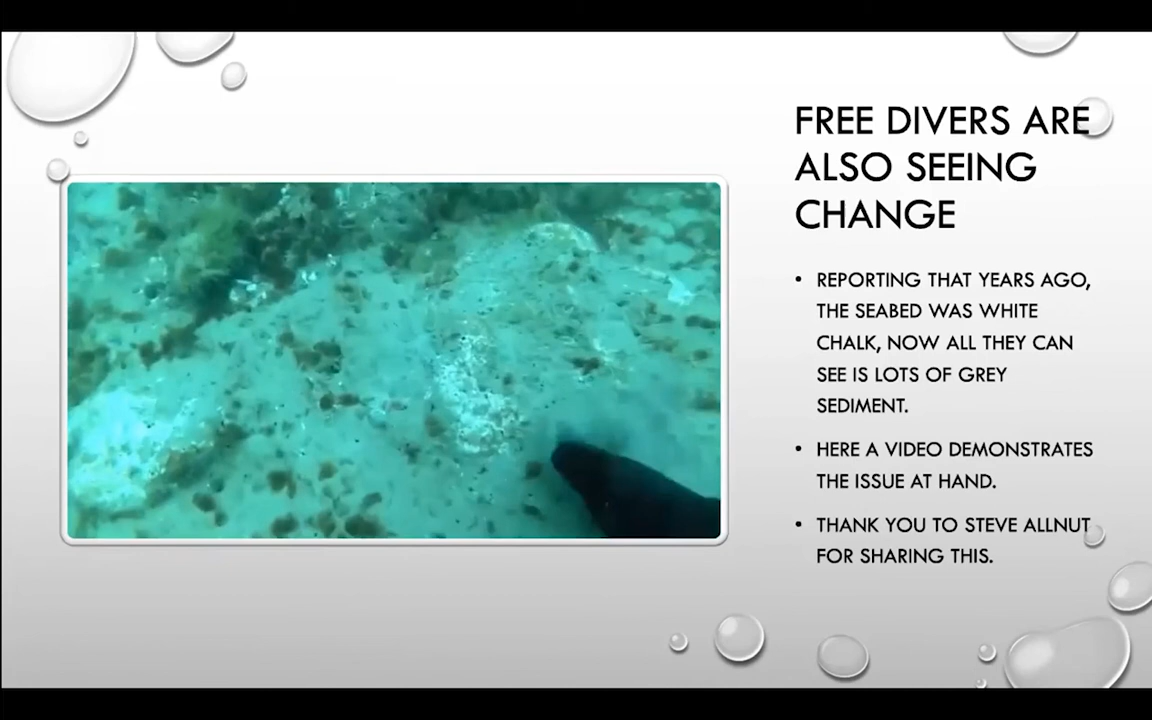 FREE DIVERS ARE
ALSO SEEING
CHANGE
• REPORTING THAT YEARS AGO,
THE SEABED WAS WHITE
CHALK, NOW ALL THEY CAN
SEE IS LOTS OF GREY
SEDIMENT.
• HERE A VIDEO DEMONSTRATES
THE ISSUE AT HAND.
• THANK YOU TO STEVE ALLNUT
FOR SHARING THIS.